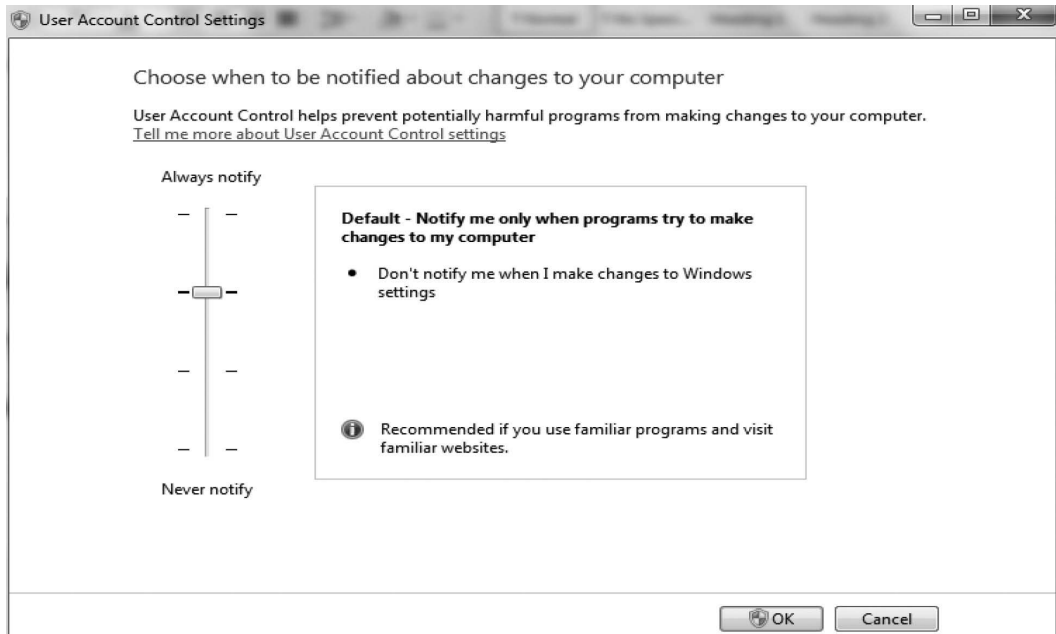 User Account Control Settings
Choose when to be notified about changes to your computer
User Account Control helps prevent potentially harmful programs from making changes to your computer.
Tell me more about User Account Control settings
Always notify
Default - Notify me only when programs try to make
changes to my computer
• Don't notify me when I make changes to Windows
settings
Recommended if you use familiar programs and visit
familiar websites.
Never notify
OK
Cancel